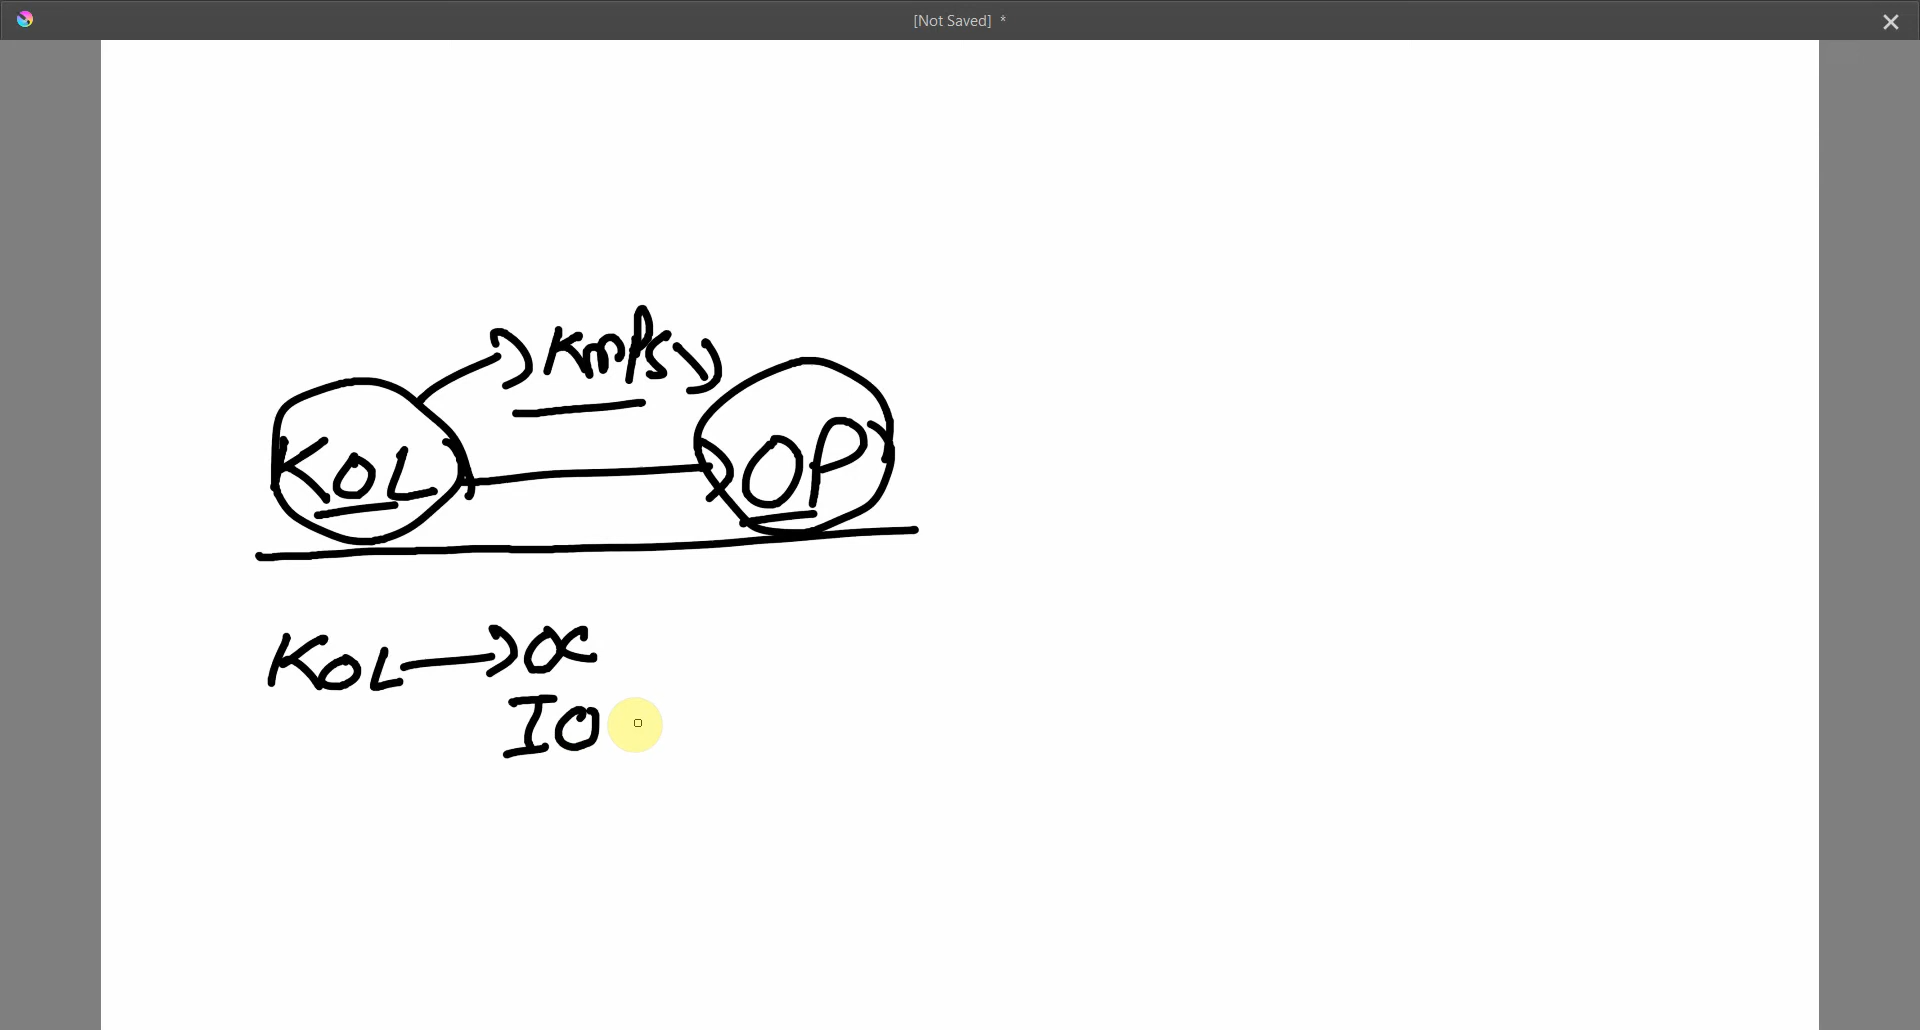 [Not Saved] *
Kmps
KOL
OP
KOL
IO